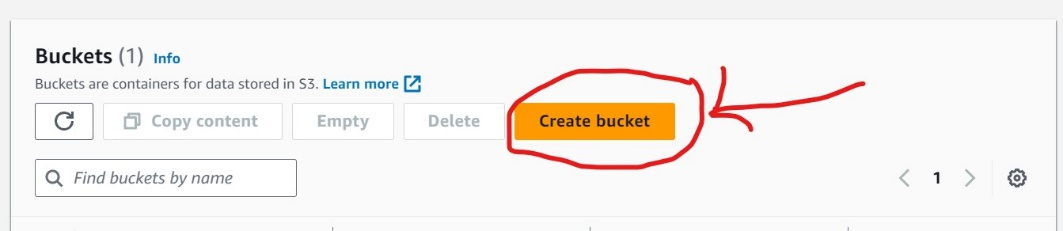 Buckets (1) Info
Buckets are containers for data stored in S3. Learn more
Copy content Empty Delete Create bucket
Find buckets by name 1